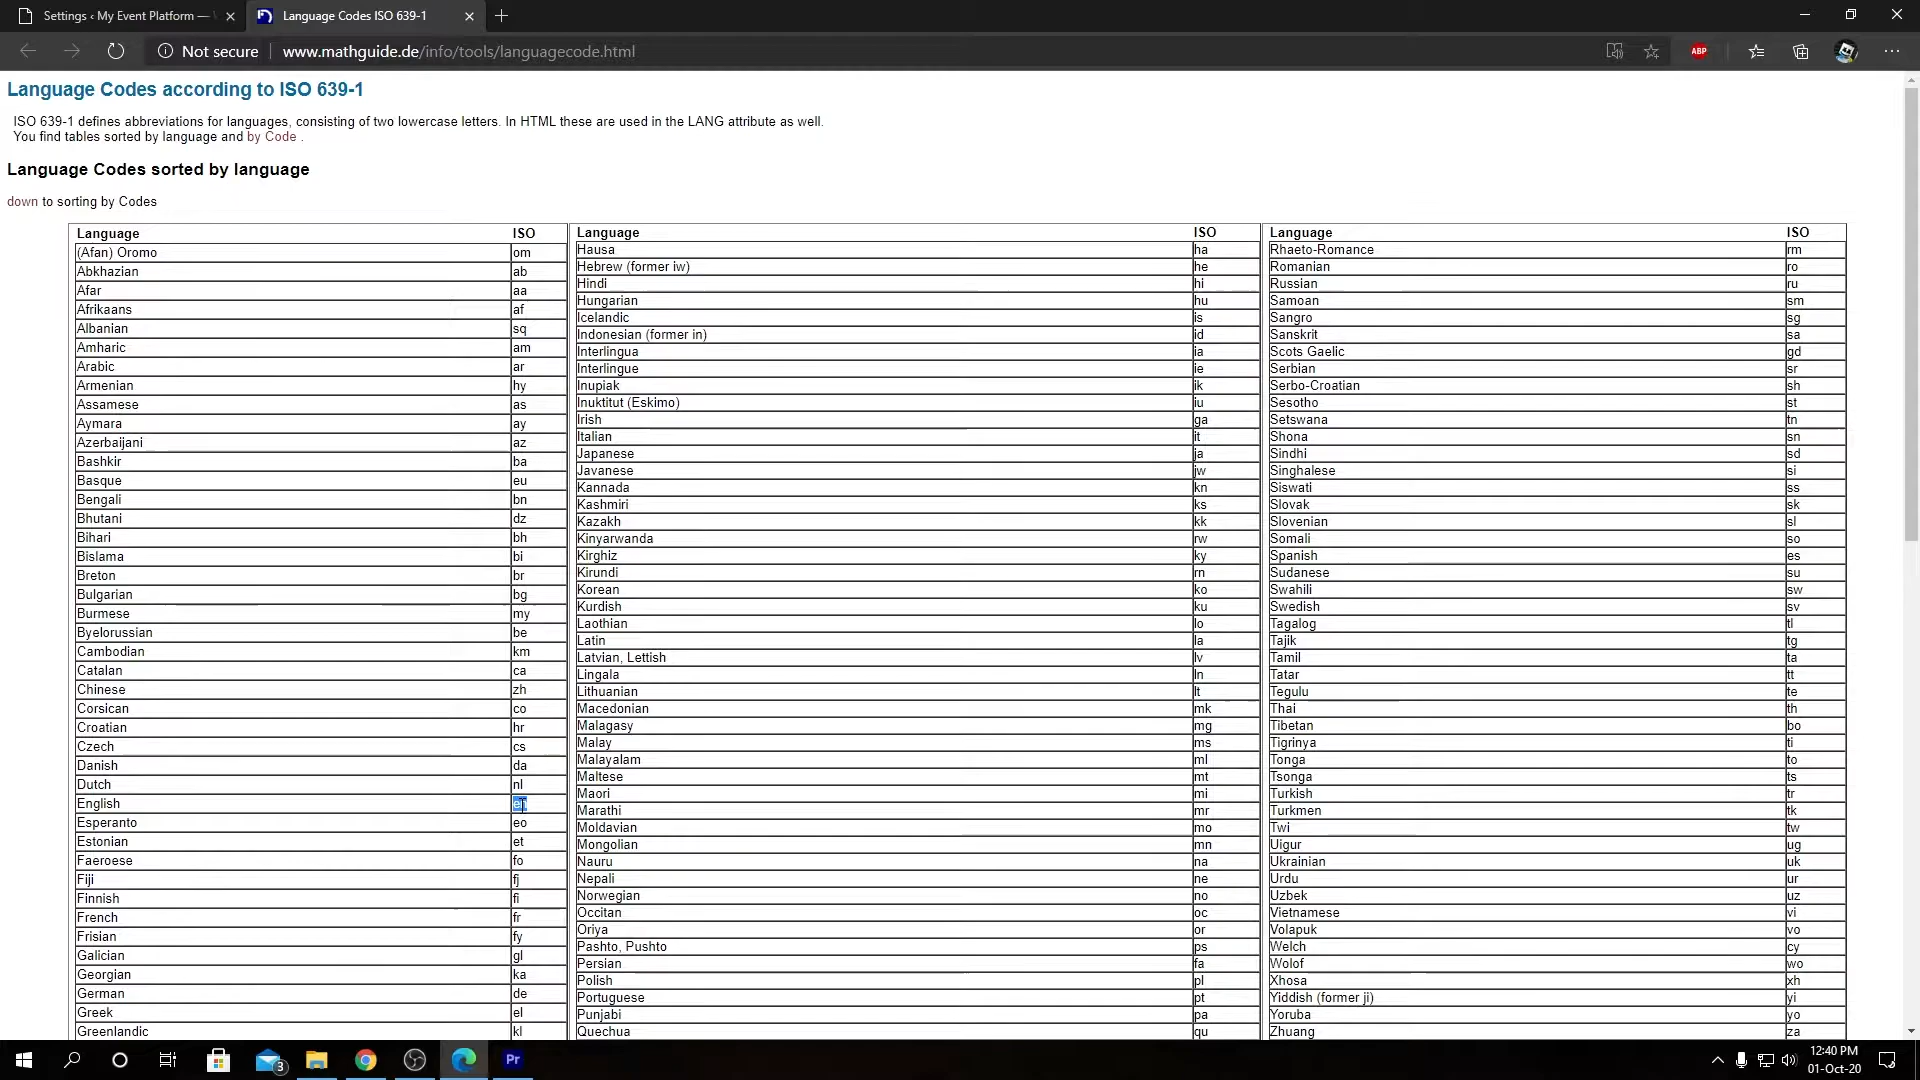 Settings ‹ My Event Platform —
Language Codes ISO 639-1
Not secure
www.mathguide.de/info/tools/languagecode.html
ABP
Language Codes according to ISO 639-1
ISO 639-1 defines abbreviations for languages, consisting of two lowercase letters. In HTML these are used in the LANG attribute as well.
You find tables sorted by language and by Code .
Language Codes sorted by language
down to sorting by Codes
Language ISO
(Afan) Oromo om
Abkhazian ab
Afar aa
Afrikaans af
Albanian sq
Amharic am
Arabic ar
Armenian hy
Assamese as
Aymara ay
Azerbaijani az
Bashkir ba
Basque eu
Bengali bn
Bhutani dz
Bihari bh
Bislama bi
Breton br
Bulgarian bg
Burmese my
Byelorussian be
Cambodian km
Catalan ca
Chinese zh
Corsican co
Croatian hr
Czech cs
Danish da
Dutch nl
English en
Esperanto eo
Estonian et
Faeroese fo
Fiji fj
Finnish fi
French fr
Frisian fy
Galician gl
Georgian ka
German de
Greek el
Greenlandic kl
Language ISO
Hausa ha
Hebrew (former iw) he
Hindi hi
Hungarian hu
Icelandic is
Indonesian (former in) id
Interlingua ia
Interlingue ie
Inupiak ik
Inuktitut (Eskimo) iu
Irish ga
Italian it
Japanese ja
Javanese jw
Kannada kn
Kashmiri ks
Kazakh kk
Kinyarwanda rw
Kirghiz ky
Kirundi rn
Korean ko
Kurdish ku
Laothian lo
Latin la
Latvian, Lettish lv
Lingala ln
Lithuanian lt
Macedonian mk
Malagasy mg
Malay ms
Malayalam ml
Maltese mt
Maori mi
Marathi mr
Moldavian mo
Mongolian mn
Nauru na
Nepali ne
Norwegian no
Occitan oc
Oriya or
Pashto, Pushto ps
Persian fa
Polish pl
Portuguese pt
Punjabi pa
Quechua qu
Language ISO
Rhaeto-Romance rm
Romanian ro
Russian ru
Samoan sm
Sangro sg
Sanskrit sa
Scots Gaelic gd
Serbian sr
Serbo-Croatian sh
Sesotho st
Setswana tn
Shona sn
Sindhi sd
Singhalese si
Siswati ss
Slovak sk
Slovenian sl
Somali so
Spanish es
Sudanese su
Swahili sw
Swedish sv
Tagalog tl
Tajik tg
Tamil ta
Tatar tt
Tegulu te
Thai th
Tibetan bo
Tigrinya ti
Tonga to
Tsonga ts
Turkish tr
Turkmen tk
Twi tw
Uigur ug
Ukrainian uk
Urdu ur
Uzbek uz
Vietnamese vi
Volapuk vo
Welch cy
Wolof wo
Xhosa xh
Yiddish (former ji) yi
Yoruba yo
Zhuang za
3
Pr
12:40 PM
01-Oct-20